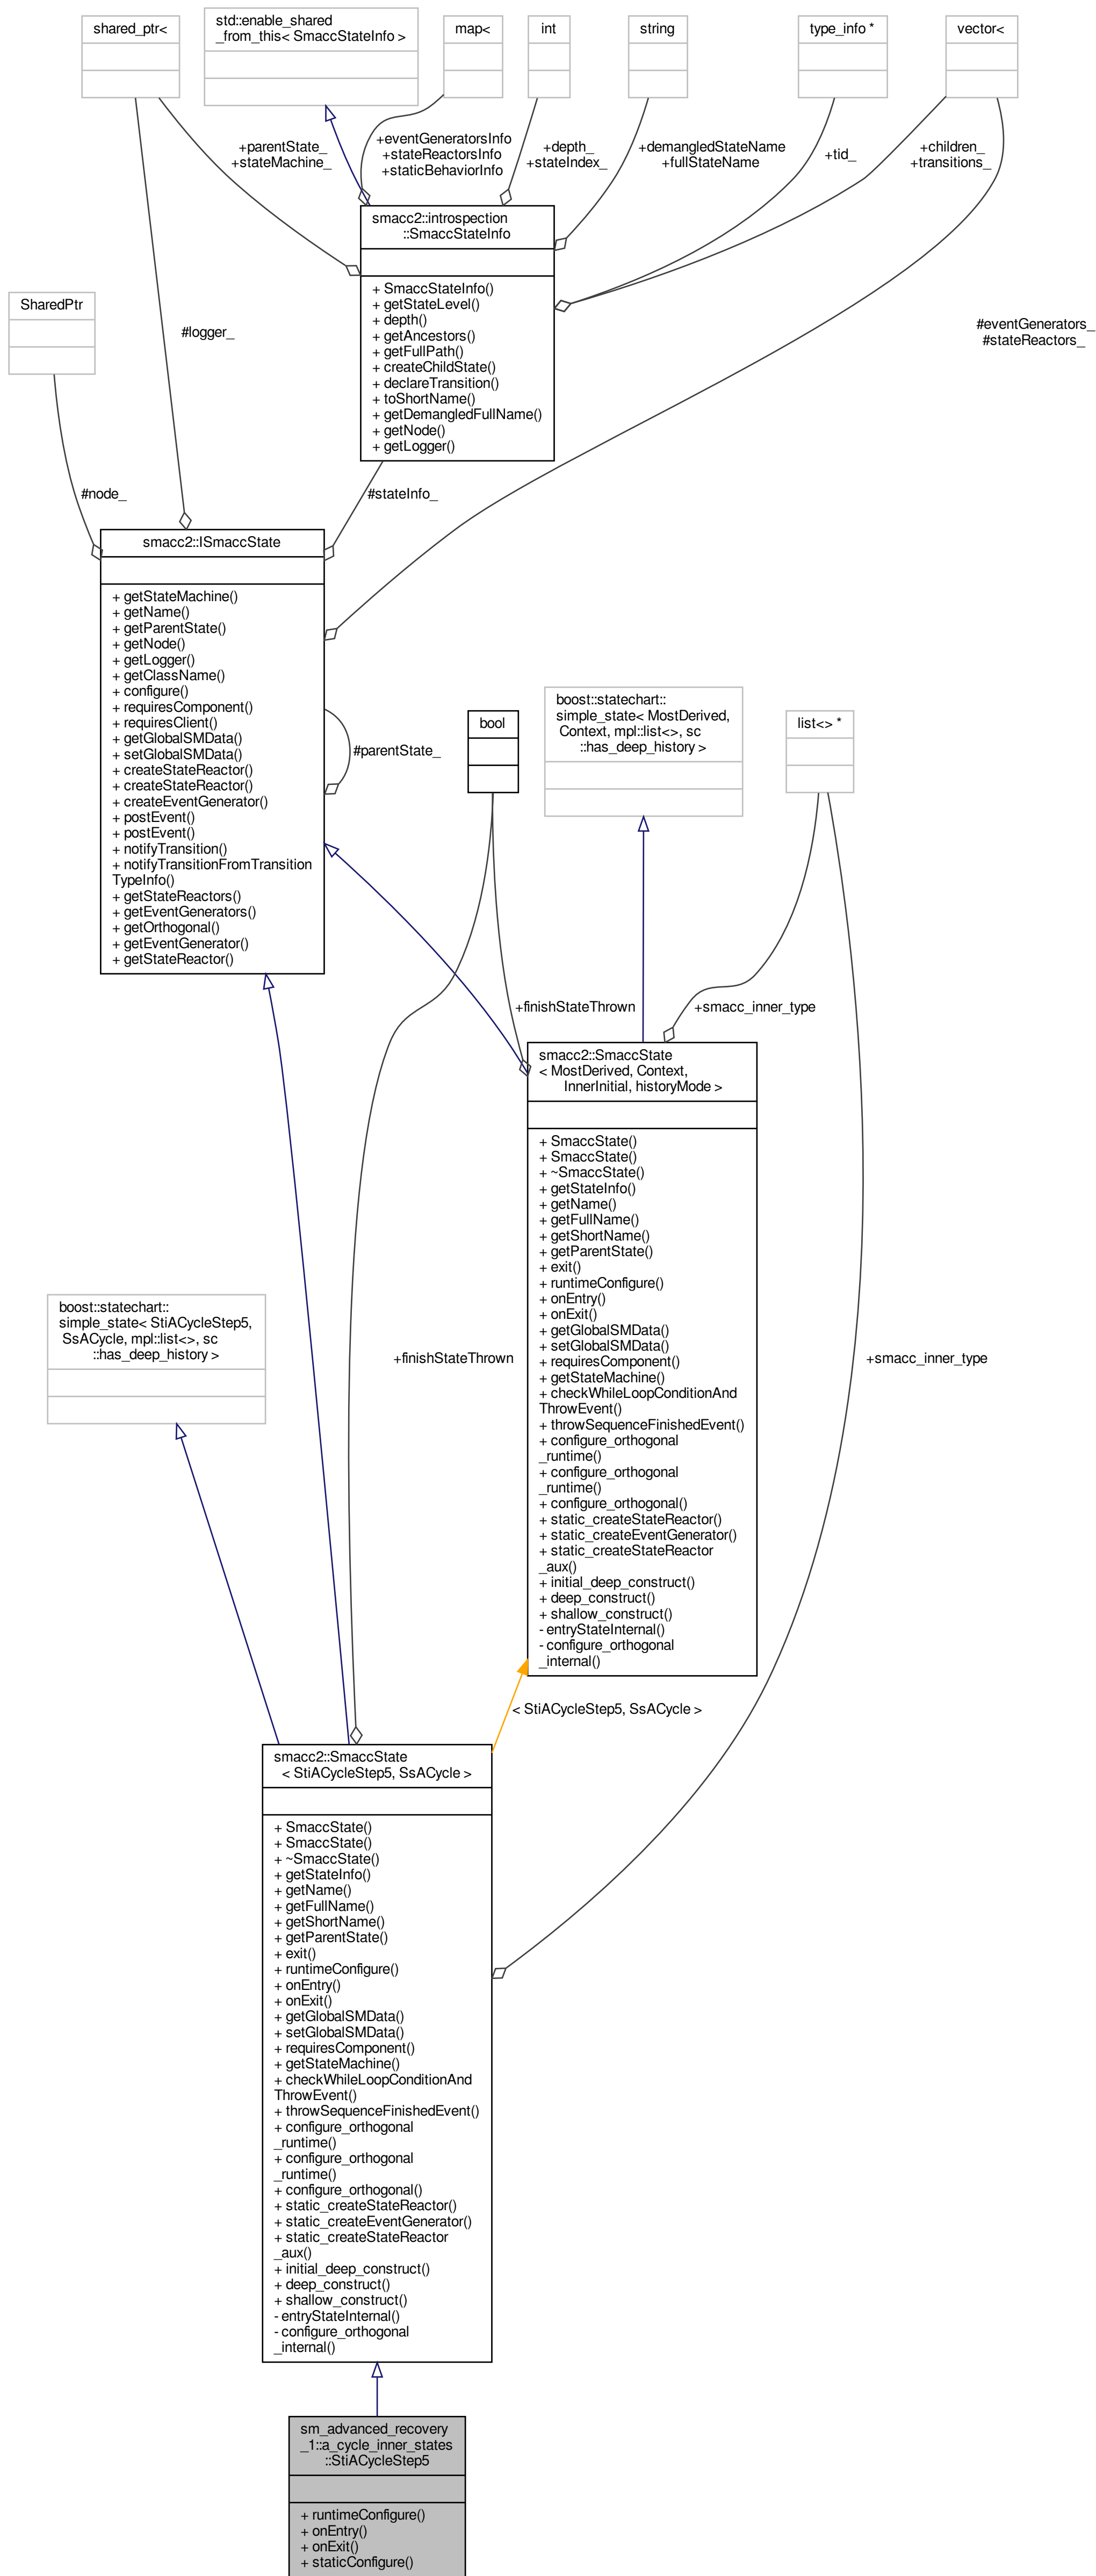 shared_ptr<
std::enable_shared
_from_this< SmaccStateInfo >
map<
int
string
type_info *
vector<
+parentState_
+stateMachine_
+eventGeneratorsInfo
+stateReactorsInfo
+staticBehaviorInfo
+depth_
+stateIndex_
+demangledStateName
+fullStateName
+tid_
+children_
+transitions_
smacc2::introspection
::SmaccStateInfo
+ SmaccStateInfo()
+ getStateLevel()
+ depth()
+ getAncestors()
+ getFullPath()
+ createChildState()
+ declareTransition()
+ toShortName()
+ getDemangledFullName()
+ getNode()
+ getLogger()
SharedPtr
#logger_
#eventGenerators_
#stateReactors_
#node_
#stateInfo_
smacc2::ISmaccState
+ getStateMachine()
+ getName()
+ getParentState()
+ getNode()
+ getLogger()
+ getClassName()
+ configure()
+ requiresComponent()
+ requiresClient()
+ getGlobalSMData()
+ setGlobalSMData()
+ createStateReactor()
+ createStateReactor()
+ createEventGenerator()
+ postEvent()
+ postEvent()
+ notifyTransition()
+ notifyTransitionFromTransition
TypeInfo()
+ getStateReactors()
+ getEventGenerators()
+ getOrthogonal()
+ getEventGenerator()
+ getStateReactor()
#parentState_
bool
boost::statechart::
simple_state< MostDerived,
Context, mpl::list<>, sc
::has_deep_history >
list<> *
+finishStateThrown
+smacc_inner_type
smacc2::SmaccState
< MostDerived, Context,
InnerInitial, historyMode >
+ SmaccState()
+ SmaccState()
+ ~SmaccState()
+ getStateInfo()
+ getName()
+ getFullName()
+ getShortName()
+ getParentState()
+ exit()
+ runtimeConfigure()
+ onEntry()
+ onExit()
+ getGlobalSMData()
+ setGlobalSMData()
+ requiresComponent()
+ getStateMachine()
+ checkWhileLoopConditionAnd
ThrowEvent()
+ throwSequenceFinishedEvent()
+ configure_orthogonal
_runtime()
+ configure_orthogonal
_runtime()
+ configure_orthogonal()
+ static_createStateReactor()
+ static_createEventGenerator()
+ static_createStateReactor
_aux()
+ initial_deep_construct()
+ deep_construct()
+ shallow_construct()
- entryStateInternal()
- configure_orthogonal
_internal()
boost::statechart::
simple_state< StiACycleStep5,
SsACycle, mpl::list<>, sc
::has_deep_history >
+finishStateThrown
+smacc_inner_type
< StiACycleStep5, SsACycle >
smacc2::SmaccState
< StiACycleStep5, SsACycle >
+ SmaccState()
+ SmaccState()
+ ~SmaccState()
+ getStateInfo()
+ getName()
+ getFullName()
+ getShortName()
+ getParentState()
+ exit()
+ runtimeConfigure()
+ onEntry()
+ onExit()
+ getGlobalSMData()
+ setGlobalSMData()
+ requiresComponent()
+ getStateMachine()
+ checkWhileLoopConditionAnd
ThrowEvent()
+ throwSequenceFinishedEvent()
+ configure_orthogonal
_runtime()
+ configure_orthogonal
_runtime()
+ configure_orthogonal()
+ static_createStateReactor()
+ static_createEventGenerator()
+ static_createStateReactor
_aux()
+ initial_deep_construct()
+ deep_construct()
+ shallow_construct()
- entryStateInternal()
- configure_orthogonal
_internal()
sm_advanced_recovery
_1::a_cycle_inner_states
::StiACycleStep5
+ runtimeConfigure()
+ onEntry()
+ onExit()
+ staticConfigure()